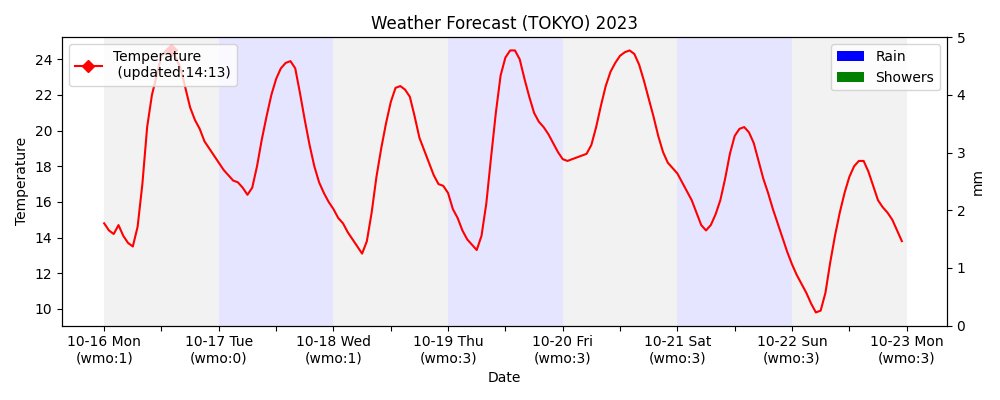 Weather Forecast (TOKYO) 2023
Temperature
(updated:14:13)
Rain
Showers
Temperature
24
22
20
18
16
14
12
10
5
4
3
2
1
0
mm
10-16 Mon
(wmo:1)
10-17 Tue
(wmo:0)
10-18 Wed
(wmo:1)
10-19 Thu
(wmo:3)
10-20 Fri
(wmo:3)
10-21 Sat
(wmo:3)
10-22 Sun
(wmo:3)
10-23 Mon
(wmo:3)
Date